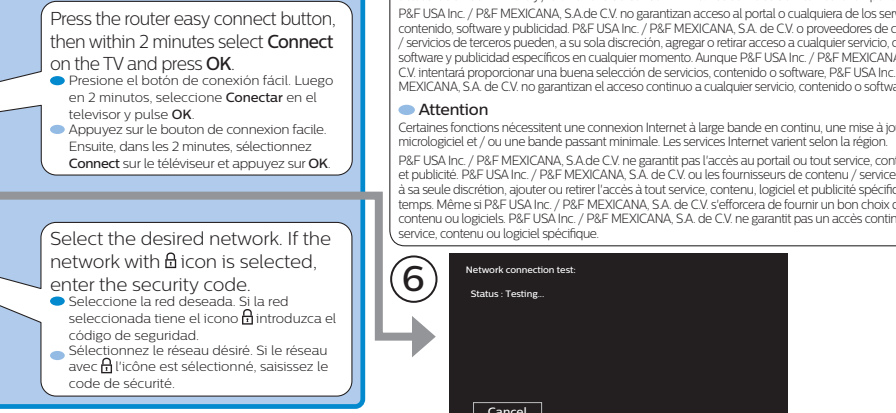 Press the router easy connect button,
then within 2 minutes select Connect
on the TV and press OK.
Presione el botón de conexión fácil. Luego
en 2 minutos, seleccione Conectar en el
televisor y pulse OK.
Appuyez sur le bouton de connexion facile.
Ensuite, dans les 2 minutes, sélectionnez
Connect sur le téléviseur et appuyez sur OK.
Select the desired network. If the
network with icon is selected,
enter the security code.
Seleccione la red deseada. Si la red
seleccionada tiene el icono introduzca el
código de seguridad.
Sélectionnez le réseau désiré. Si le réseau
avec l'icône est sélectionné, saisissez le
code de sécurité.
P&F USA Inc. / P&F MEXICANA, S.A.de C.V. no garantizan acceso al portal o cualquiera de los
contenido, software y publicidad. P&F USA Inc. / P&F MEXICANA, S.A. de C.V. o proveedores de
/ servicios de terceros pueden, a su sola discreción, agregar o retirar acceso a cualquier servicio,
software y publicidad específicos en cualquier momento. Aunque P&F USA Inc. / P&F MEXICANA
C.V. intentará proporcionar una buena selección de servicios, contenido o software, P&F USA Inc.
MEXICANA, S.A. de C.V. no garantizan el acceso continuo a cualquier servicio, contenido o
Attention
Certaines fonctions nécessitent une connexion Internet à large bande en continu, une mise à
micrologiciel et / ou une bande passant minimale. Les services Internet varient selon la région.
P&F USA Inc. / P&F MEXICANA, S.A.de C.V. ne garantit pas l'accès au portail ou tout service,
et publicité. P&F USA Inc. / P&F MEXICANA, S.A. de C.V. ou les fournisseurs de contenu / service
à sa seule discrétion, ajouter ou retirer l'accès à tout service, contenu, logiciel et publicité
temps. Même si P&F USA Inc. / P&F MEXICANA, S.A. de C.V. s'efforcera de fournir un bon choix
contenu ou logiciels. P&F USA Inc. / P&F MEXICANA, S.A. de C.V. ne garantit pas un accès
service, contenu ou logiciel spécifique.
6
Network connection test:
Status : Testing...
Cancel